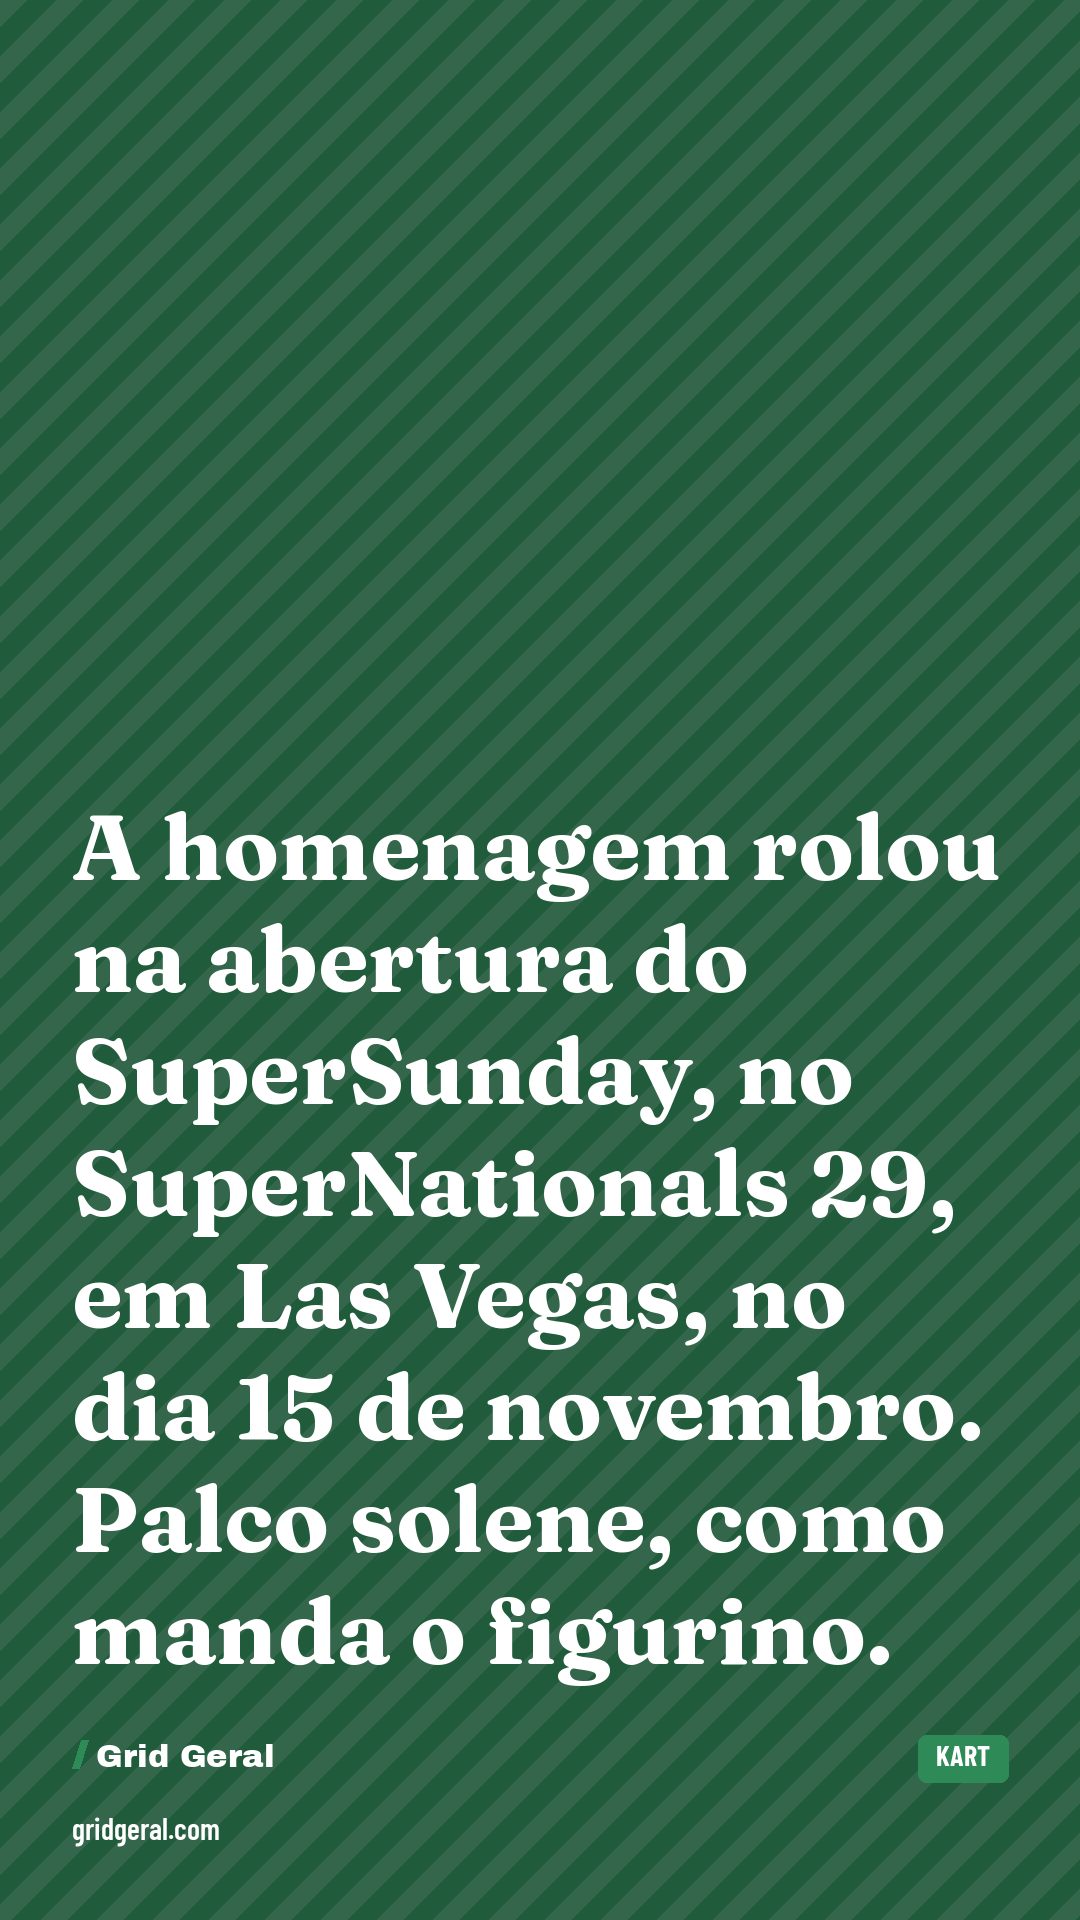 A homenagem rolou
na abertura do
SuperSunday, no
SuperNationals 29,
em Las Vegas, no
dia 15 de novembro.
Palco solene, como
manda o figurino.
/ Grid Geral
KART
gridgeral.com